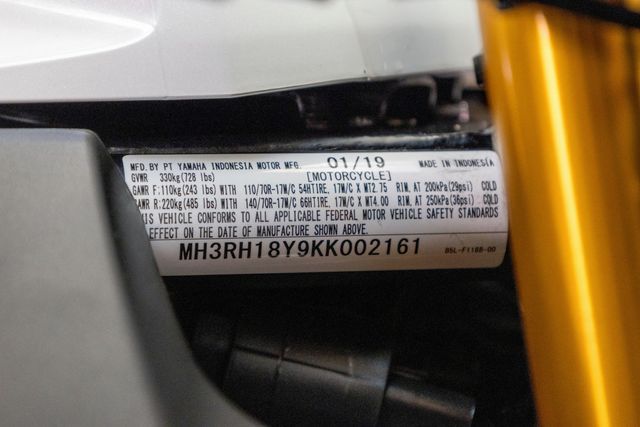 MFD.BY PT YAMAHA INDONESIA MOTOR MFG. 01/19 MADE IN INDONESIA
GVWR 330kg(728 lbs) [MOTORCYCLE]
GAWR F:110kg(243 lbs)WITH 110/70R-17M/C 54HTIRE, 17M/C X MT2.75 RIM, AT 200kPa(29psi) COLD
GAWR R:220kg(485 lbs)WITH 140/70R-17M/C 66HTIRE, 17M/C X MT4.00 RIM, AT 250kPa(36psi) COLD
THIS VEHICLE CONFORMS TO ALL APPLICABLE FEDERAL MOTOR VEHICLE SAFETY STANDARDS
IN EFFECT ON THE DATE OF MANUFACTURE SHOWN ABOVE.
MH3RH18Y9KK002161 B5L-F118B-00